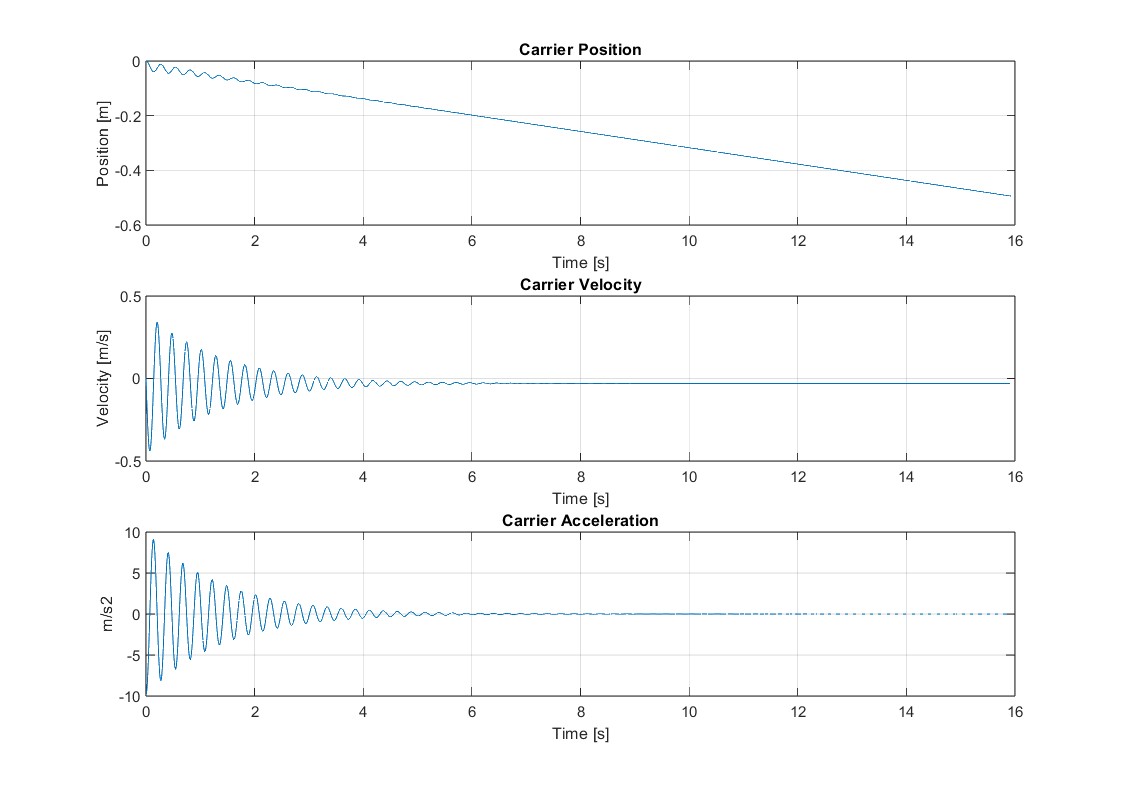 Carrier Position
Position [m]
0
-0.2
-0.4
-0.6
0 2 4 6 8 10 12 14 16
Time [s]
Carrier Velocity
Velocity [m/s]
0.5
0
-0.5
0 2 4 6 8 10 12 14 16
Time [s]
Carrier Acceleration
m/s2
10
5
0
-5
-10
0 2 4 6 8 10 12 14 16
Time [s]